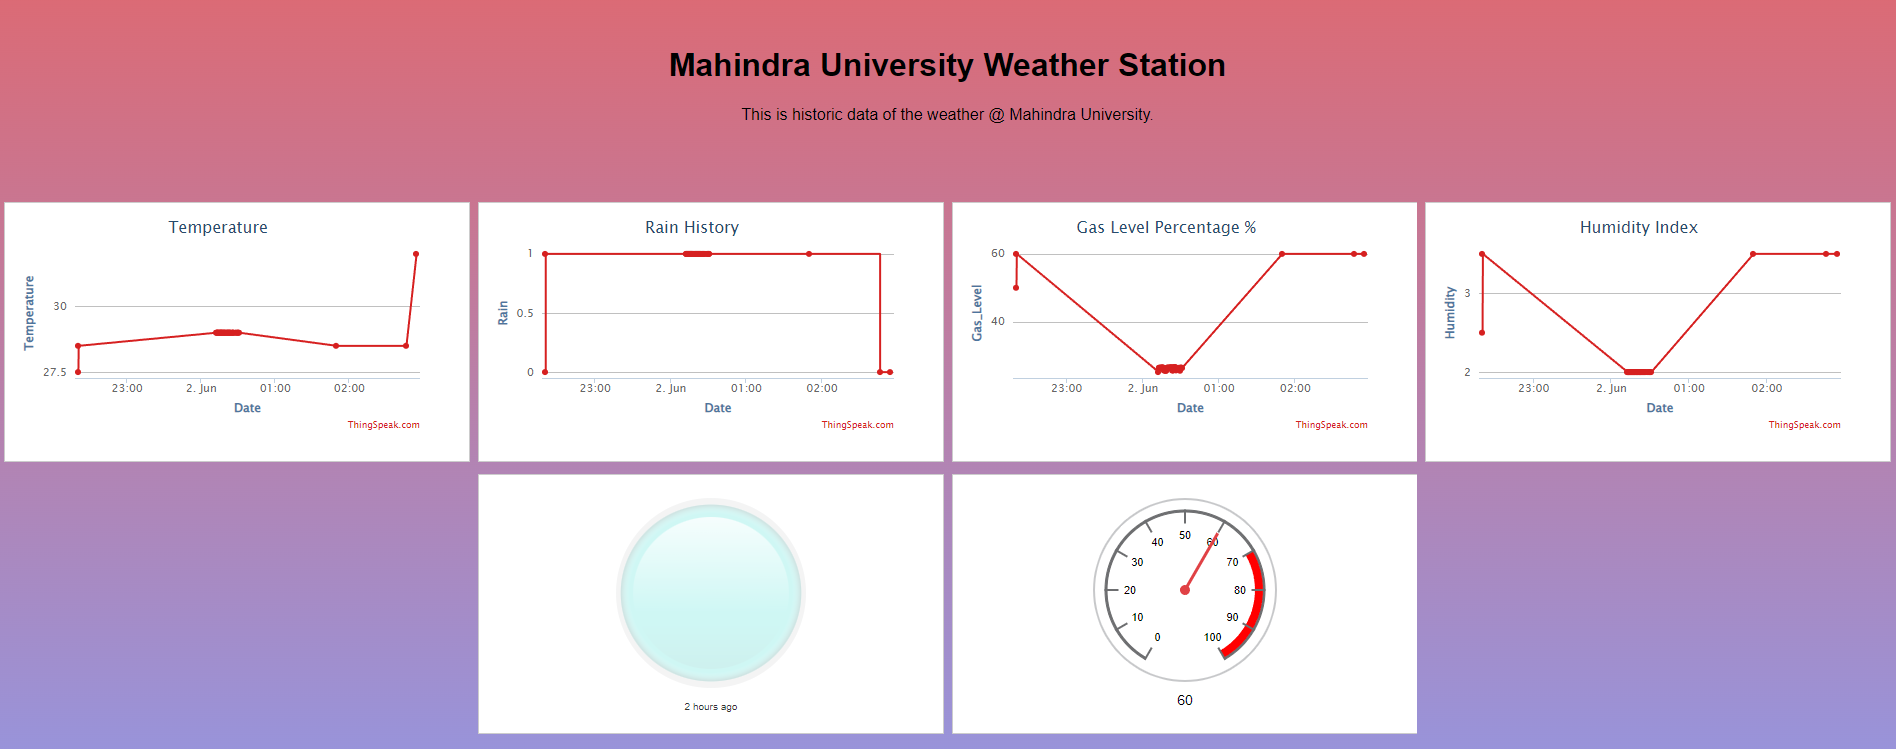 Mahindra University Weather Station
This is historic data of the weather @ Mahindra University.
Temperature
Temperature
30
27.5
23:00 2. Jun 01:00 02:00
Date
ThingSpeak.com
Rain History
Rain
1
0.5
0
23:00 2. Jun 01:00 02:00
Date
ThingSpeak.com
Gas Level Percentage %
Gas_Level
60
40
23:00 2. Jun 01:00 02:00
Date
ThingSpeak.com
Humidity Index
Humidity
3
2
23:00 2. Jun 01:00 02:00
Date
ThingSpeak.com
2 hours ago
0
10
20
30
40
50
60
70
80
90
100
60